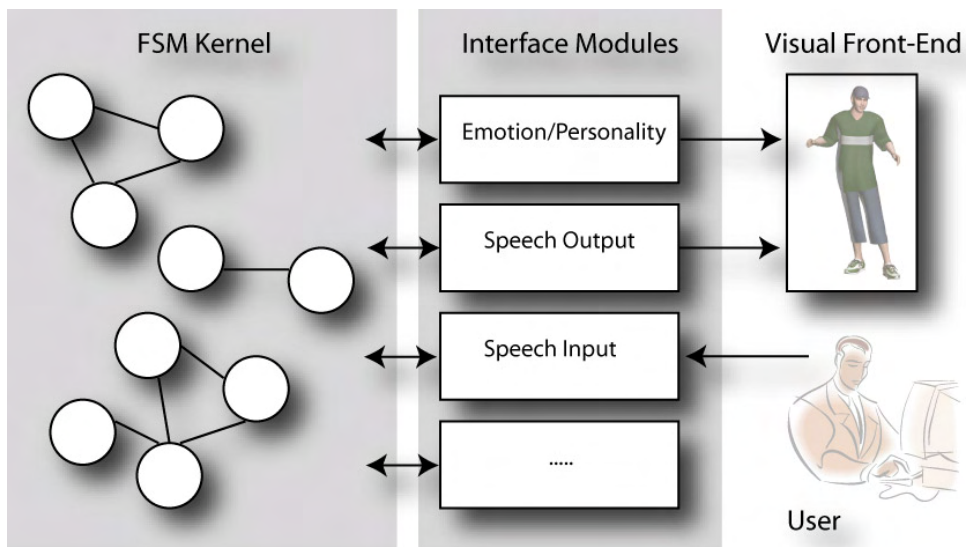 FSM Kernel
Interface Modules
Visual Front-End
Emotion/Personality
Speech Output
Speech Input
.....
User